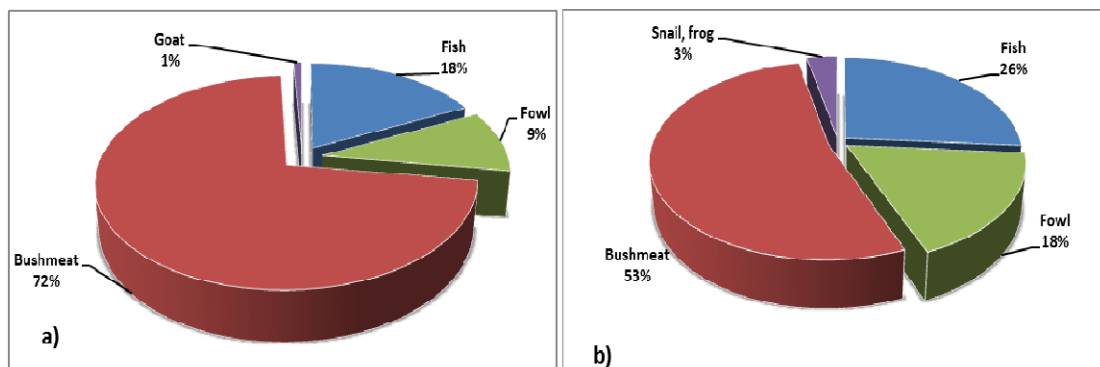 Goat
1%
Fish
18%
Fowl
9%
Bushmeat
72%
a)
Snail, frog
3%
Fish
26%
Fowl
18%
Bushmeat
53%
b)